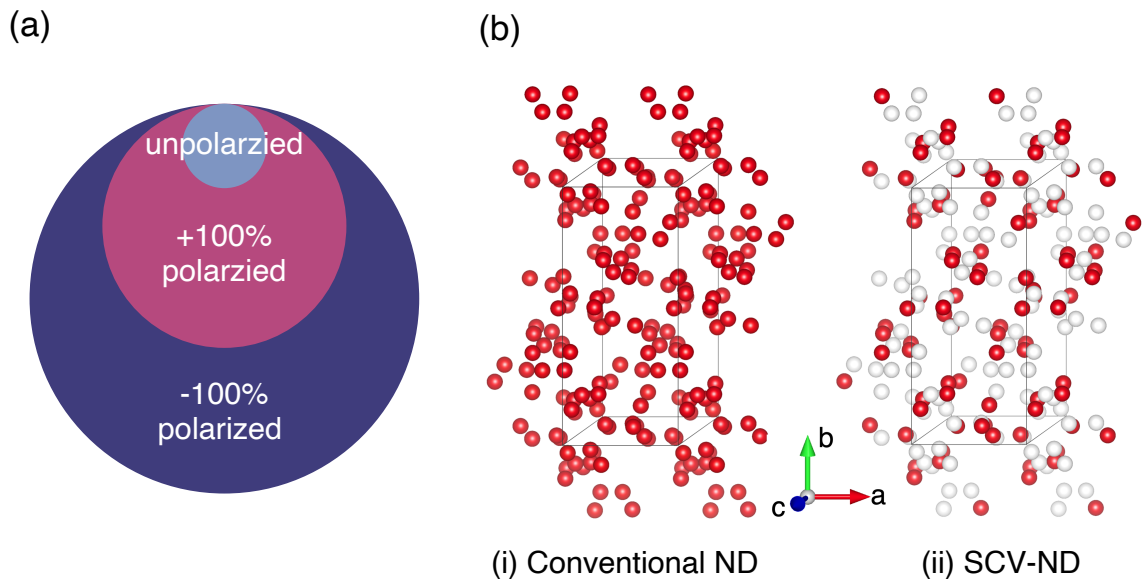 (a)
unpolarzied
+100%
polarzied
-100%
polarized
(b)
b
a
c
(i) Conventional ND
(ii) SCV-ND